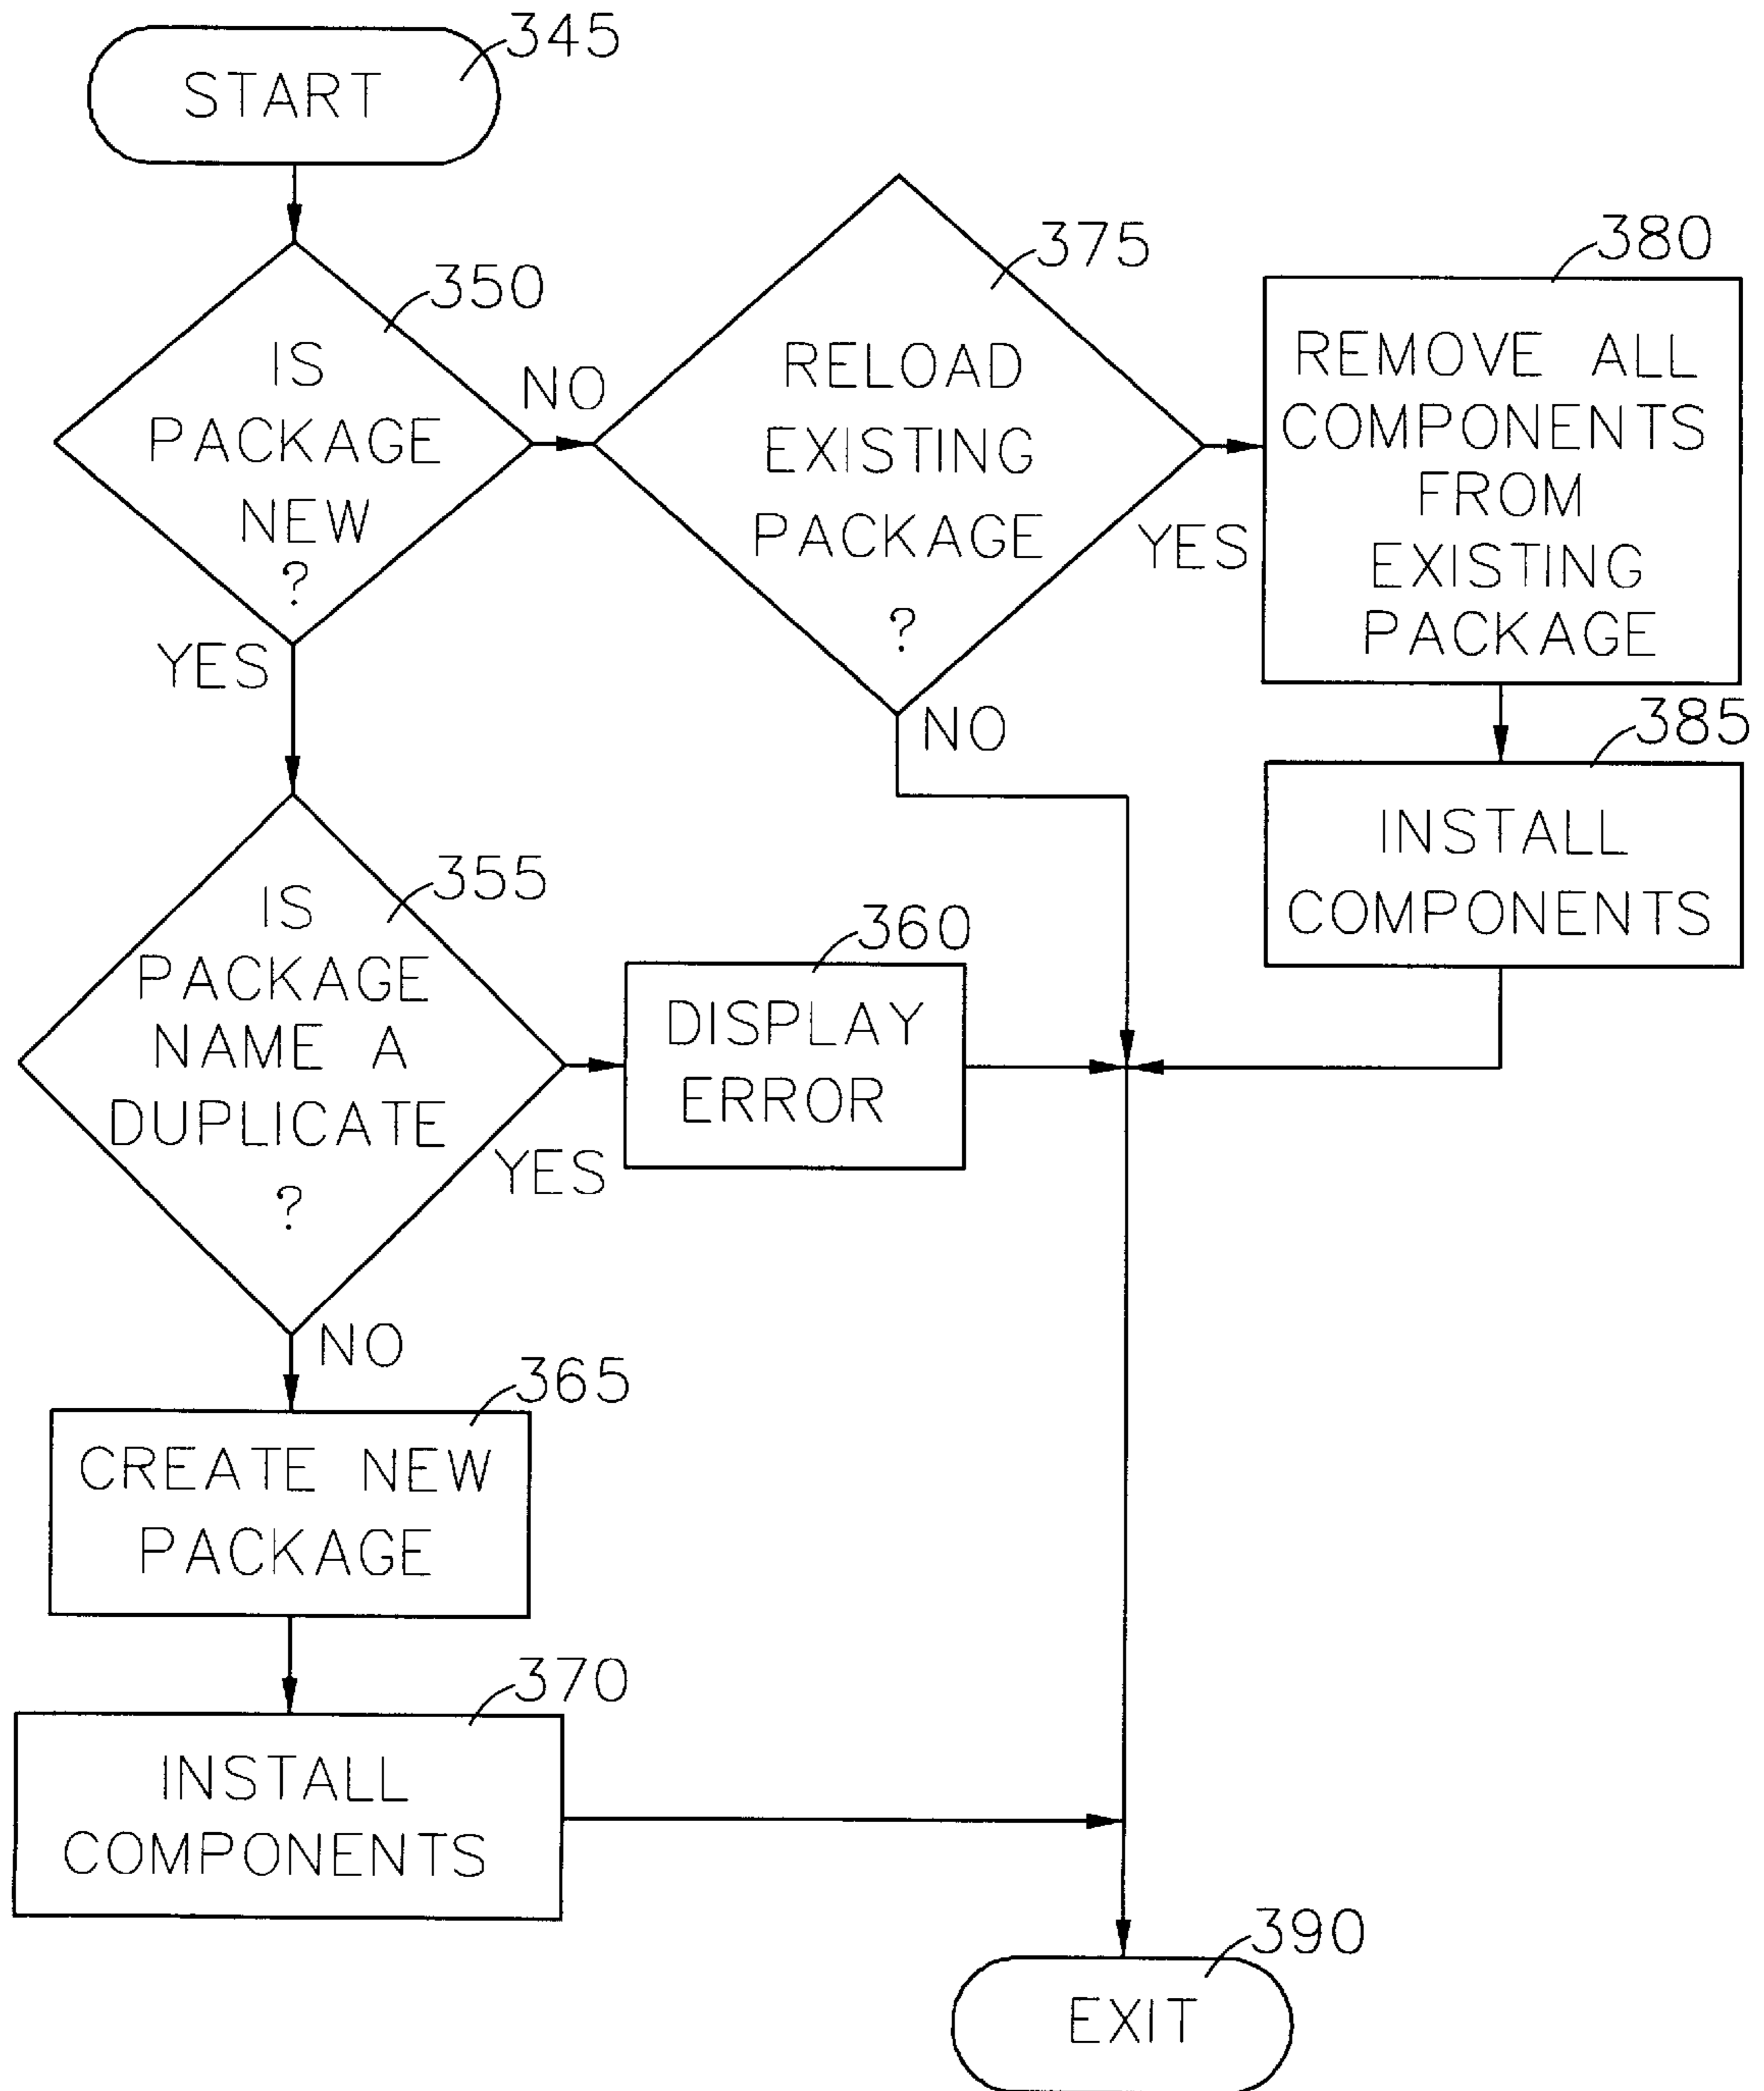 START
345
IS
PACKAGE
NEW
?
350
NO
YES
RELOAD
EXISTING
PACKAGE
?
375
YES
NO
380
REMOVE ALL
COMPONENTS
FROM
EXISTING
PACKAGE
385
INSTALL
COMPONENTS
IS
PACKAGE
NAME A
DUPLICATE
?
355
YES
NO
360
DISPLAY
ERROR
365
CREATE NEW
PACKAGE
370
INSTALL
COMPONENTS
390
EXIT